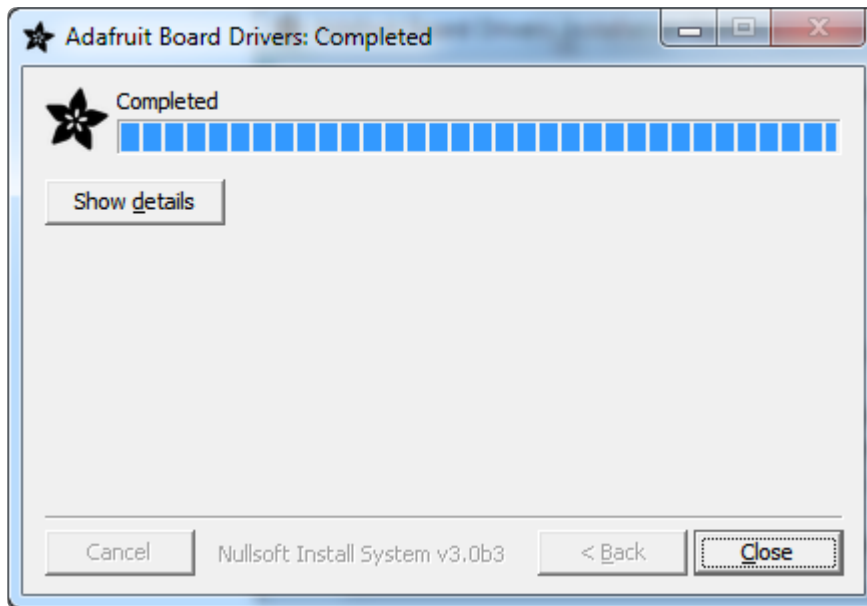 Adafruit Board Drivers: Completed
Completed
Show details
Cancel
Nullsoft Install System v3.0b3
< Back
Close